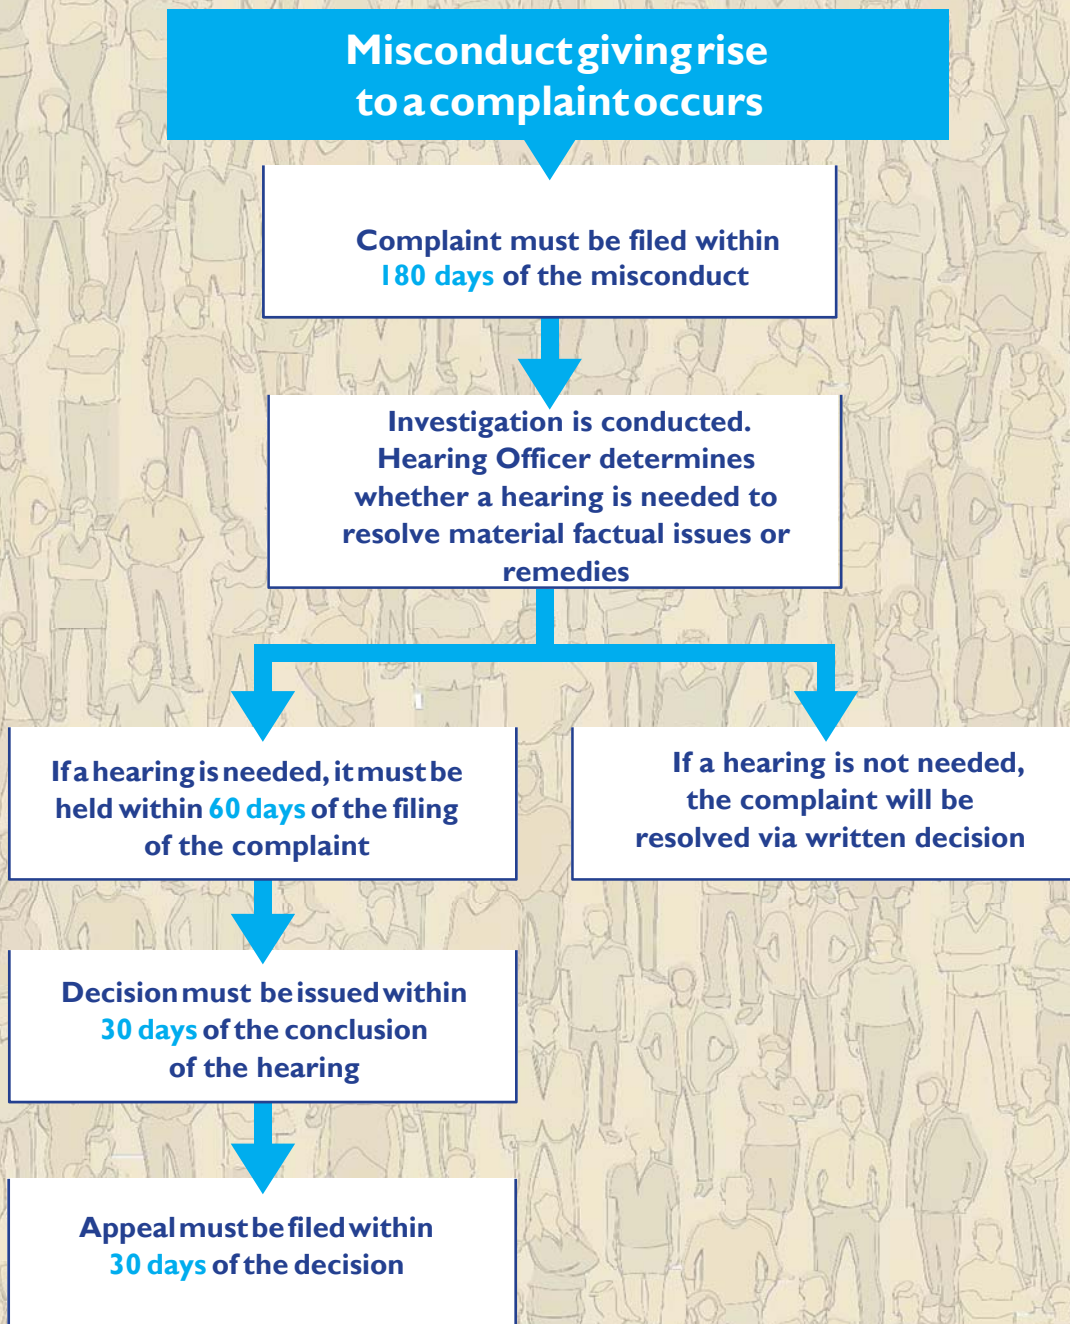 Misconduct giving rise
to a complaint occurs
Complaint must be filed within
180 days of the misconduct
Investigation is conducted.
Hearing Officer determines
whether a hearing is needed to
resolve material factual issues or
remedies
If a hearing is needed, it must be
held within 60 days of the filing
of the complaint
If a hearing is not needed,
the complaint will be
resolved via written decision
Decision must be issued within
30 days of the conclusion
of the hearing
Appeal must be filed within
30 days of the decision